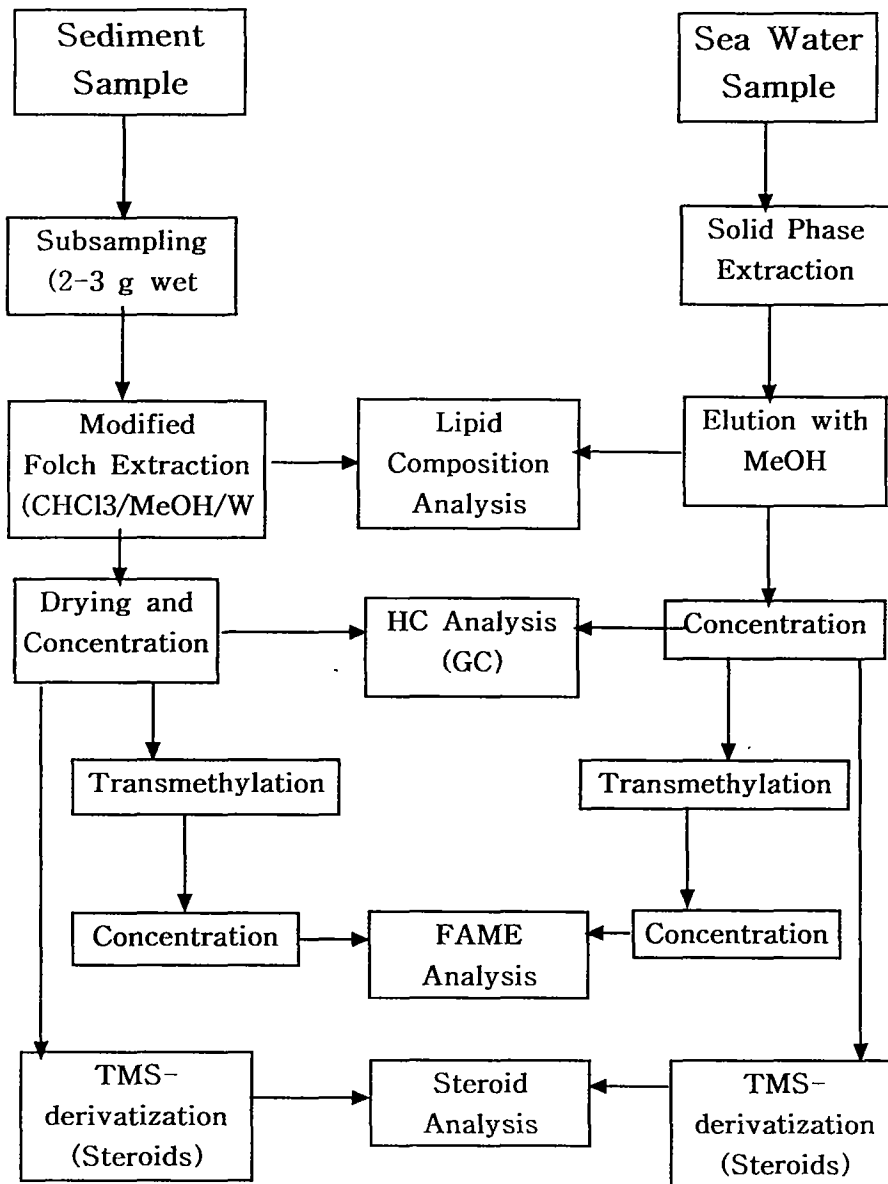 Sediment
Sample
Sea Water
Sample
Subsampling
(2-3 g wet
Solid Phase
Extraction
Modified
Folch Extraction
(CHCl3/MeOH/W
Lipid
Composition
Analysis
Elution with
MeOH
Drying and
Concentration
HC Analysis
(GC)
Concentration
Transmethylation
Transmethylation
Concentration
FAME
Analysis
Concentration
TMS-
derivatization
(Steroids)
Steroid
Analysis
TMS-
derivatization
(Steroids)